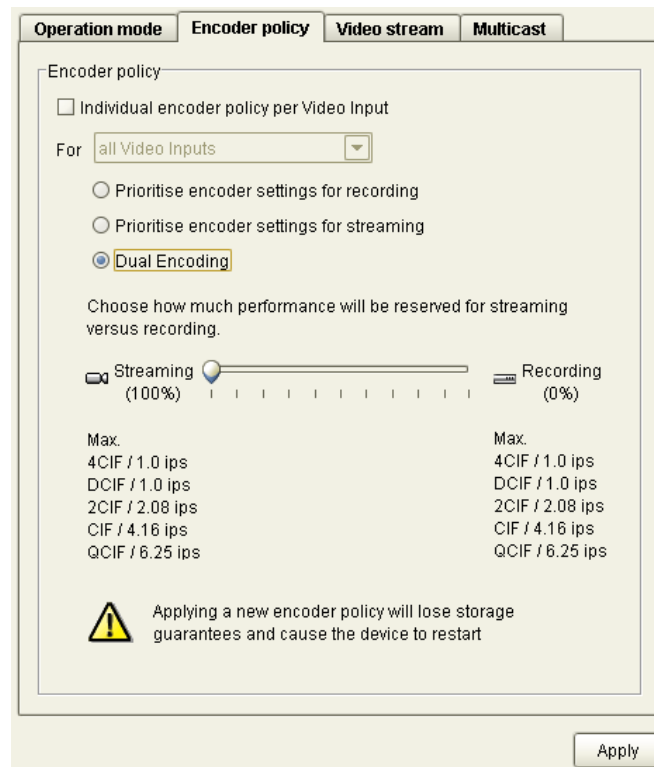 Operation mode Encoder policy Video stream Multicast
Encoder policy
Individual encoder policy per Video Input
For all Video Inputs
Prioritise encoder settings for recording
Prioritise encoder settings for streaming
Dual Encoding
Choose how much performance will be reserved for streaming
versus recording.
Streaming Recording
(100%) (0%)
Max. Max.
4CIF / 1.0 ips 4CIF / 1.0 ips
DCIF / 1.0 ips DCIF / 1.0 ips
2CIF / 2.08 ips 2CIF / 2.08 ips
CIF / 4.16 ips CIF / 4.16 ips
QCIF / 6.25 ips QCIF / 6.25 ips
Applying a new encoder policy will lose storage
guarantees and cause the device to restart
Apply